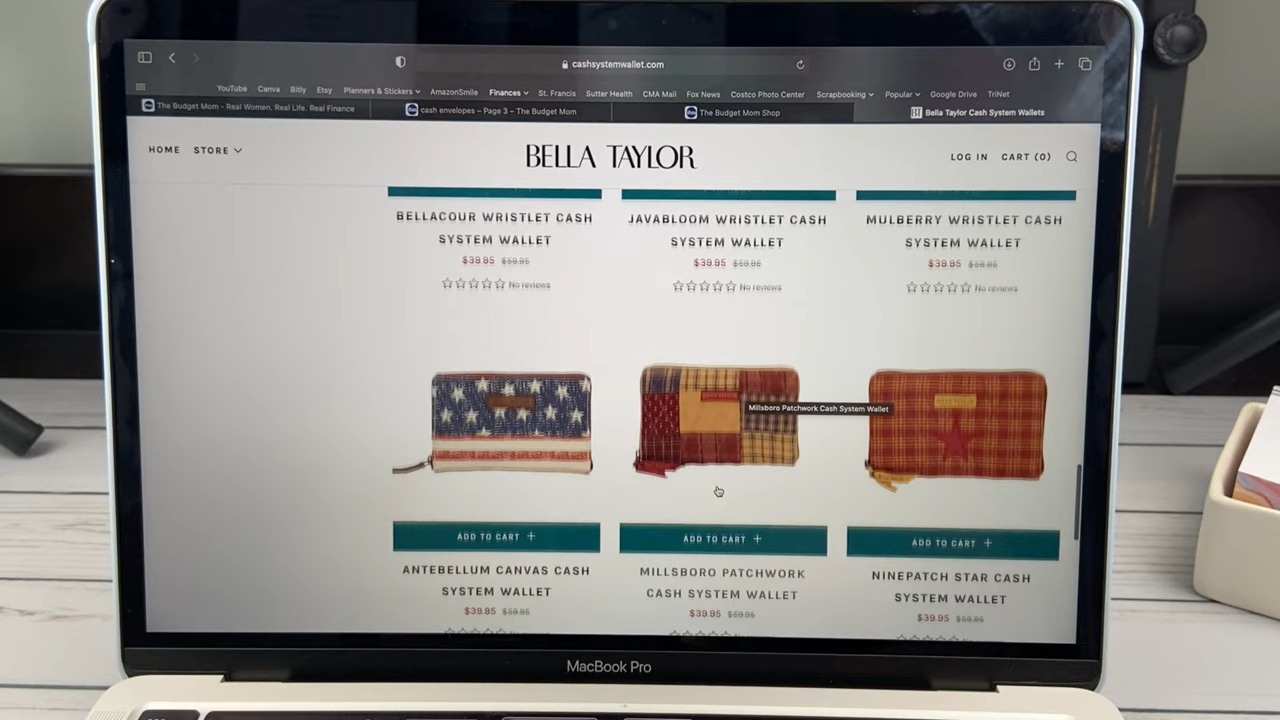 cashsystemwallet.com
YouTube Canva Bitly Etsy Planners & Stickers AmazonSmile Finances St. Francis Sutter Health CMA Mail Fox News Costco Photo Center Scrapbooking Popular Google Drive TriNet
The Budget Mom - Real Women. Real Life. Real Finance cash envelopes – Page 3 – The Budget Mom The Budget Mom Shop Bella Taylor Cash System Wallets
HOME STORE BELLA TAYLOR LOG IN CART (0)
BELLACOUR WRISTLET CASH
SYSTEM WALLET
$39.95 $59.95
No reviews
JAVABLOOM WRISTLET CASH
SYSTEM WALLET
$39.95 $59.95
No reviews
MULBERRY WRISTLET CASH
SYSTEM WALLET
$39.95 $59.95
No reviews
Millsboro Patchwork Cash System Wallet
ADD TO CART +
ANTEBELLUM CANVAS CASH
SYSTEM WALLET
$39.95 $59.95
ADD TO CART +
MILLSBORO PATCHWORK
CASH SYSTEM WALLET
$39.95 $59.95
ADD TO CART +
NINEPATCH STAR CASH
SYSTEM WALLET
$39.95 $59.95
MacBook Pro